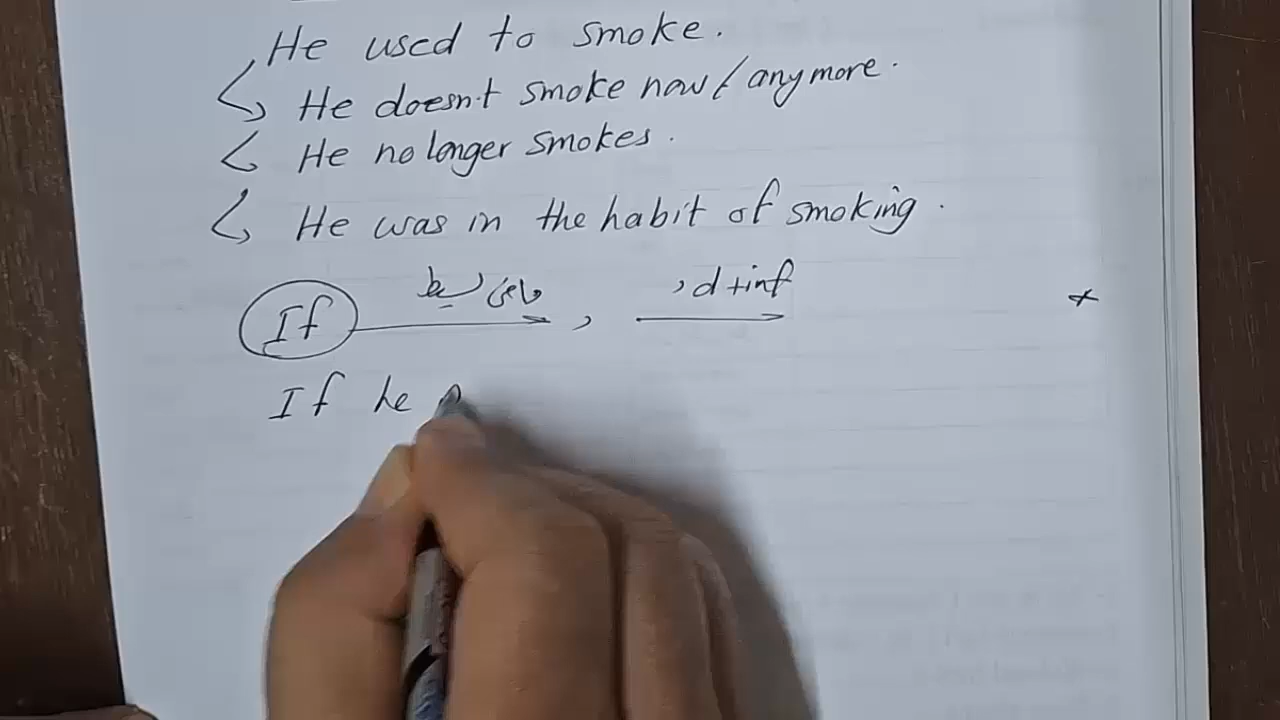 He used to smoke.
He doesn't smoke now / anymore.
He no longer smokes.
He was in the habit of smoking.
If ماضى بسيط , , d + inf
If he